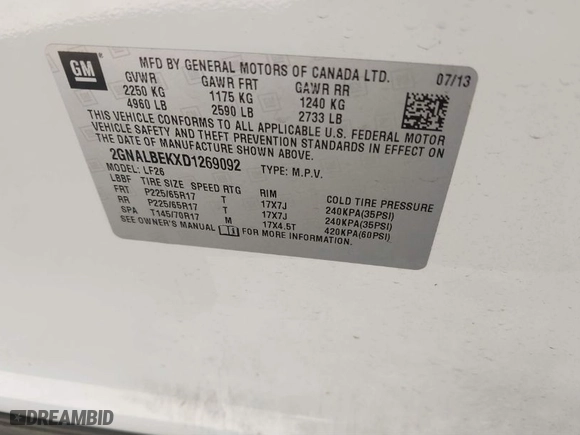 GM
MFD BY GENERAL MOTORS OF CANADA LTD. 07/13
GVWR GAWR FRT GAWR RR
2250 KG 1175 KG 1240 KG
4960 LB 2590 LB 2733 LB
THIS VEHICLE CONFORMS TO ALL APPLICABLE U.S. FEDERAL MOTOR
VEHICLE SAFETY, BUMPER, AND THEFT PREVENTION STANDARDS IN EFFECT ON
THE DATE OF MANUFACTURE SHOWN ABOVE.
2GNALBEKXD1269092 TYPE: M.P.V.
MODEL: LF26
LBBF TIRE SIZE SPEED RTG RIM COLD TIRE PRESSURE
FRT P225/65R17 T 17X7J 240KPA(35PSI)
RR P225/65R17 T 17X7J 240KPA(35PSI)
SPA T145/70R17 M 17X4.5T 420KPA(60PSI)
SEE OWNER'S MANUAL FOR MORE INFORMATION.
DREAMBID